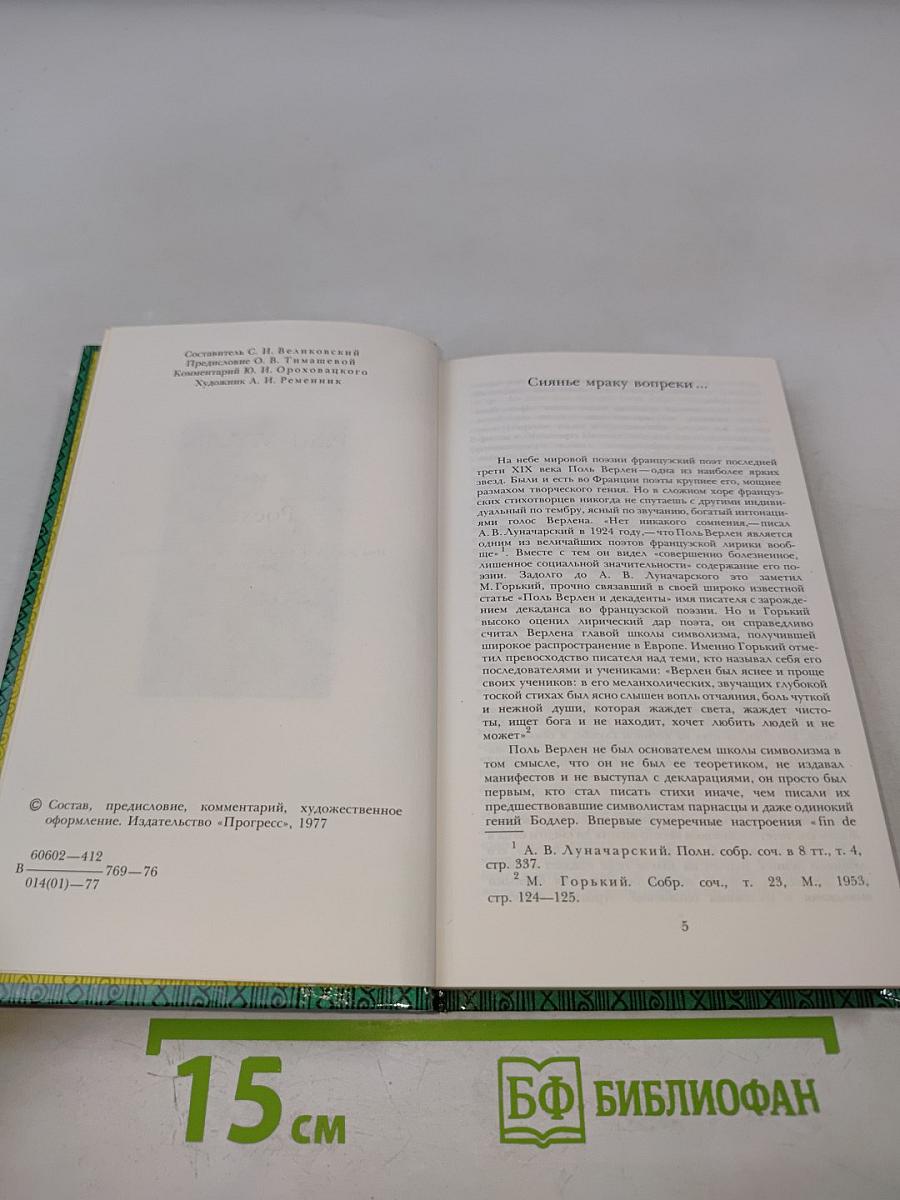 Составитель С. И. Великовский
Предисловие О. В. Тимашевой
Комментарий Ю. И. Ороховацкого
Художник А. И. Ременник
© Состав, предисловие, комментарий, художественное
оформление. Издательство «Прогресс», 1977
60602—412
В 769—76
014(01)—77
Сиянье мраку вопреки...
На небе мировой поэзии французский поэт последней
трети XIX века Поль Верлен—одна из наиболее ярких
звезд. Были и есть во Франции поэты крупнее его, мощнее
размахом творческого гения. Но в сложном хоре француз-
ских стихотворцев никогда не спутаешь с другими индиви-
дуальный по тембру, ясный по звучанию, богатый интонаци-
ями голос Верлена. «Нет никакого сомнения,— писал
А. В. Луначарский в 1924 году,— что Поль Верлен является
одним из величайших поэтов французской лирики вооб-
ще»1. Вместе с тем он видел «совершенно болезненное,
лишенное социальной значительности» содержание его по-
эзии. Задолго до А. В. Луначарского это заметил
М. Горький, прочно связавший в своей широко известной
статье «Поль Верлен и декаденты» имя писателя с зарожде-
нием декаданса во французской поэзии. Но и Горький
высоко оценил лирический дар поэта, он справедливо
считал Верлена главой школы символизма, получившей
широкое распространение в Европе. Именно Горький отме-
тил превосходство писателя над теми, кто называл себя его
последователями и учениками: «Верлен был яснее и проще
своих учеников: в его меланхолических, звучащих глубокой
тоской стихах был ясно слышен вопль отчаяния, боль чуткой
и нежной души, которая жаждет света, жаждет чисто-
ты, ищет бога и не находит, хочет любить людей и не
может»2
Поль Верлен не был основателем школы символизма в
том смысле, что он не был ее теоретиком, не издавал
манифестов и не выступал с декларациями, он просто был
первым, кто стал писать стихи иначе, чем писали их
предшествовавшие символистам парнасцы и даже одинокий
гений Бодлер. Впервые сумеречные настроения «fin de
1 А. В. Луначарский. Полн. собр. соч. в 8 тт., т. 4,
стр. 337.
2 М. Горький. Собр. соч., т. 23, М., 1953,
стр. 124—125.
5
15 см
БФ БИБЛИОФАН